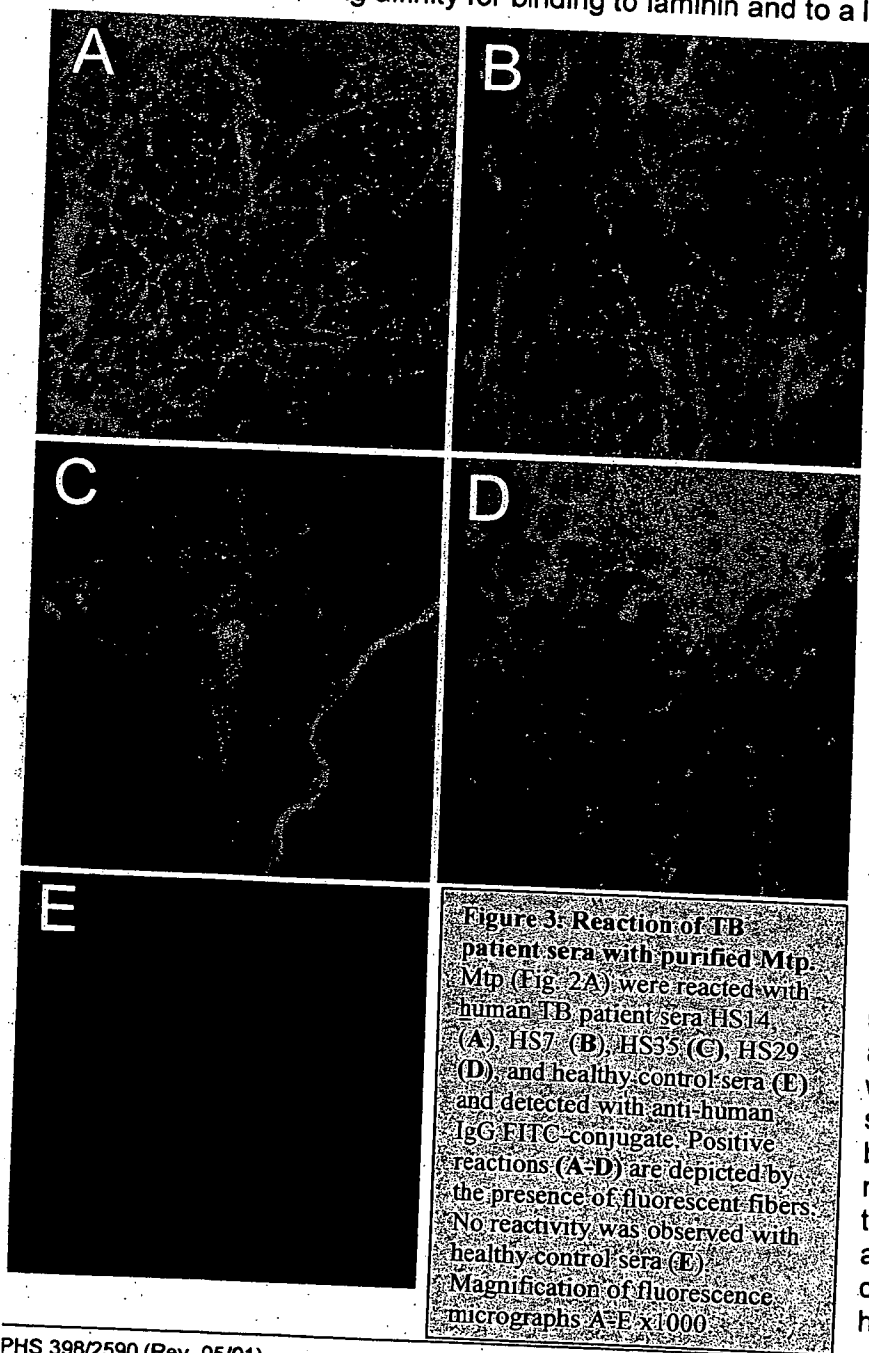 affinity for binding to laminin and to a
A
B
C
D
E
Figure 3: Reaction of TB
patient sera with purified Mtp.
Mtp (Fig. 2A) were reacted with
human TB patient sera HS14,
(A), HS7 (B), HS35 (C), HS29
(D), and healthy control sera (E)
and detected with anti-human
IgG FITC-conjugate. Positive
reactions (A-D) are depicted by
the presence of fluorescent fibers.
No reactivity was observed with
healthy control sera (E)
Magnification of fluorescence
micrographs A-E x1000
PHS 398/2590 (Rev. 05/01)